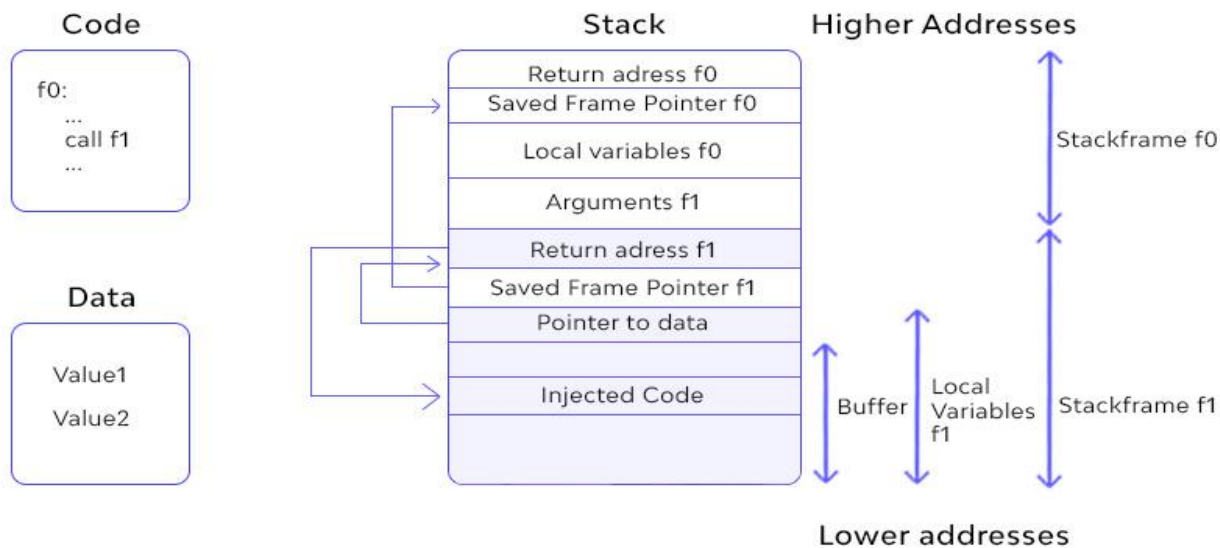 Code
Stack
Higher Addresses
f0:
...
call f1
...
Return adress f0
Saved Frame Pointer f0
Local variables f0
Arguments f1
Return adress f1
Saved Frame Pointer f1
Pointer to data
Injected Code
Stackframe f0
Data
Value1
Value2
Buffer
Local
Variables
f1
Stackframe f1
Lower addresses